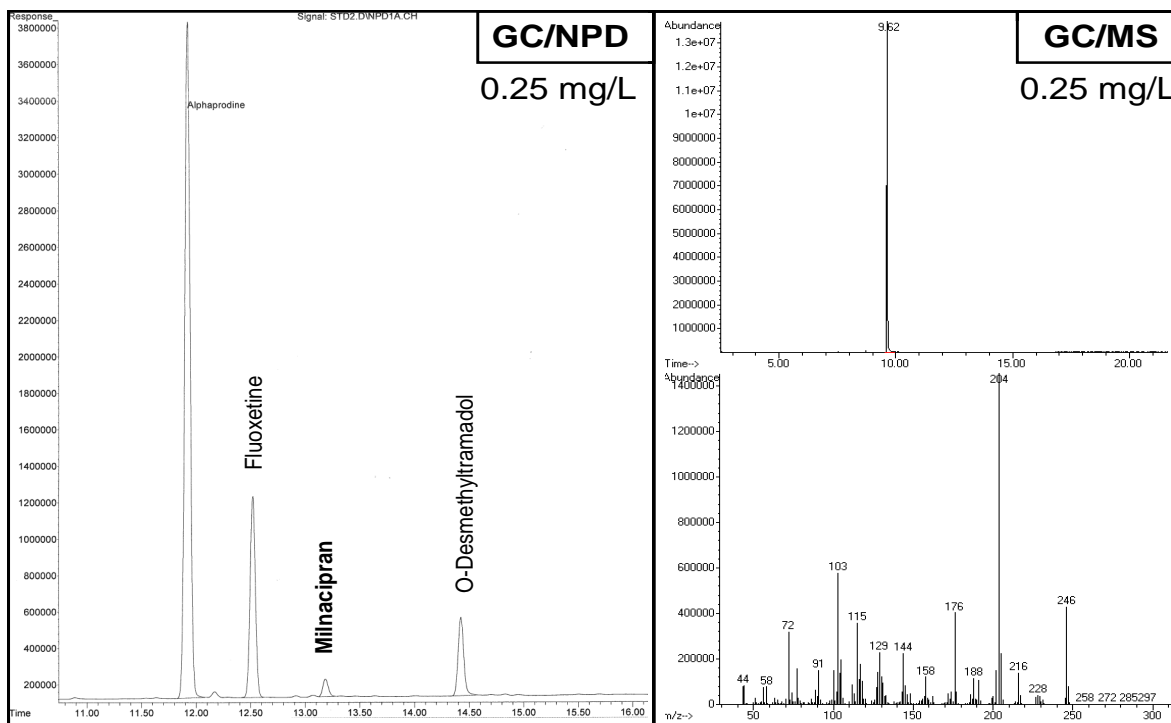 Response_
Signal: STD2.D\NPD1A.CH
GC/NPD
0.25 mg/L
3800000
3600000
3400000
3200000
3000000
2800000
2600000
2400000
2200000
2000000
1800000
1600000
1400000
1200000
1000000
800000
600000
400000
200000
Alphaprodine
Fluoxetine
Milnacipran
O-Desmethyltramadol
Time
11.00 11.50 12.00 12.50 13.00 13.50 14.00 14.50 15.00 15.50 16.00
Abundance
9.62
GC/MS
0.25 mg/L
1.3e+07
1.2e+07
1.1e+07
1e+07
9000000
8000000
7000000
6000000
5000000
4000000
3000000
2000000
1000000
Time-->
5.00 10.00 15.00 20.00
Abundance
1400000
1200000
1000000
800000
600000
400000
200000
0
44 58 72 91 103 115 129 144 158 176 188 204 216 228 246 258 272 285 297
m/z-->
50 100 150 200 250 300